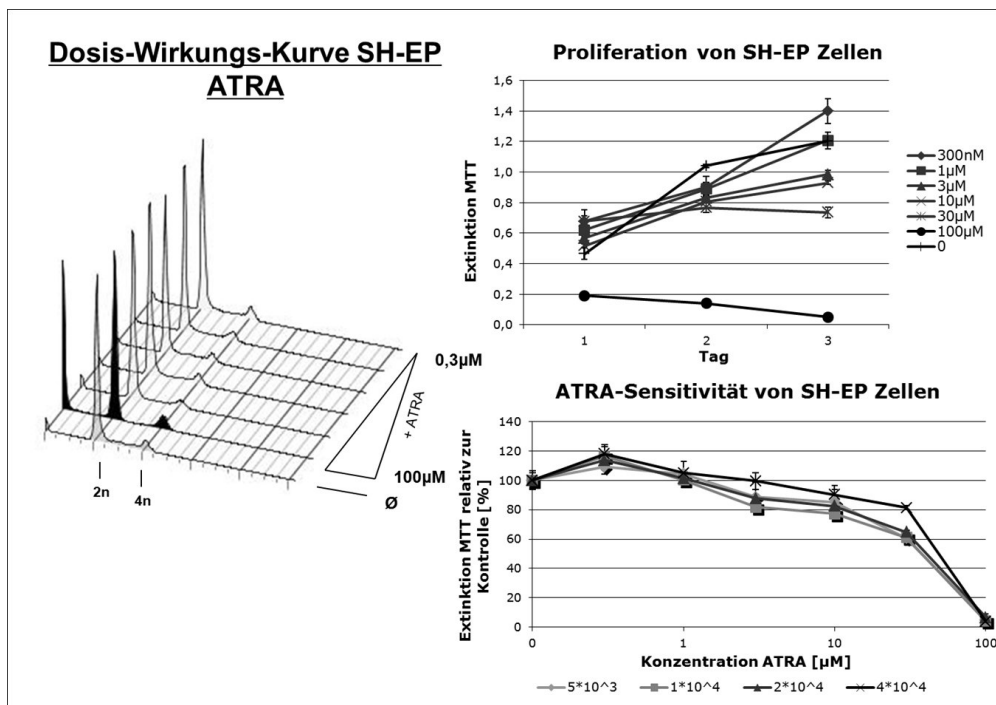 Dosis-Wirkungs-Kurve SH-EP
ATRA
0,3µM
+ ATRA
100µM
Ø
2n
4n
Proliferation von SH-EP Zellen
Extinktion MTT
1,6
1,4
1,2
1,0
0,8
0,6
0,4
0,2
0,0
1
2
3
Tag
300nM
1µM
3µM
10µM
30µM
100µM
0
ATRA-Sensitivität von SH-EP Zellen
Extinktion MTT relativ zur
Kontrolle [%]
140
120
100
80
60
40
20
0
0
1
10
100
Konzentration ATRA [µM]
5*10^3
1*10^4
2*10^4
4*10^4